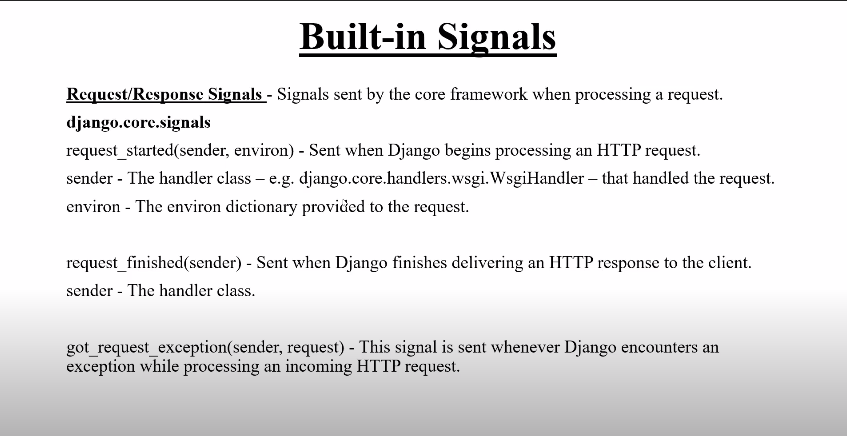 Built-in Signals
Request/Response Signals - Signals sent by the core framework when processing a request.
django.core.signals
request_started(sender, environ) - Sent when Django begins processing an HTTP request.
sender - The handler class – e.g. django.core.handlers.wsgi.WsgiHandler – that handled the request.
environ - The environ dictionary provided to the request.
request_finished(sender) - Sent when Django finishes delivering an HTTP response to the client.
sender - The handler class.
got_request_exception(sender, request) - This signal is sent whenever Django encounters an
exception while processing an incoming HTTP request.